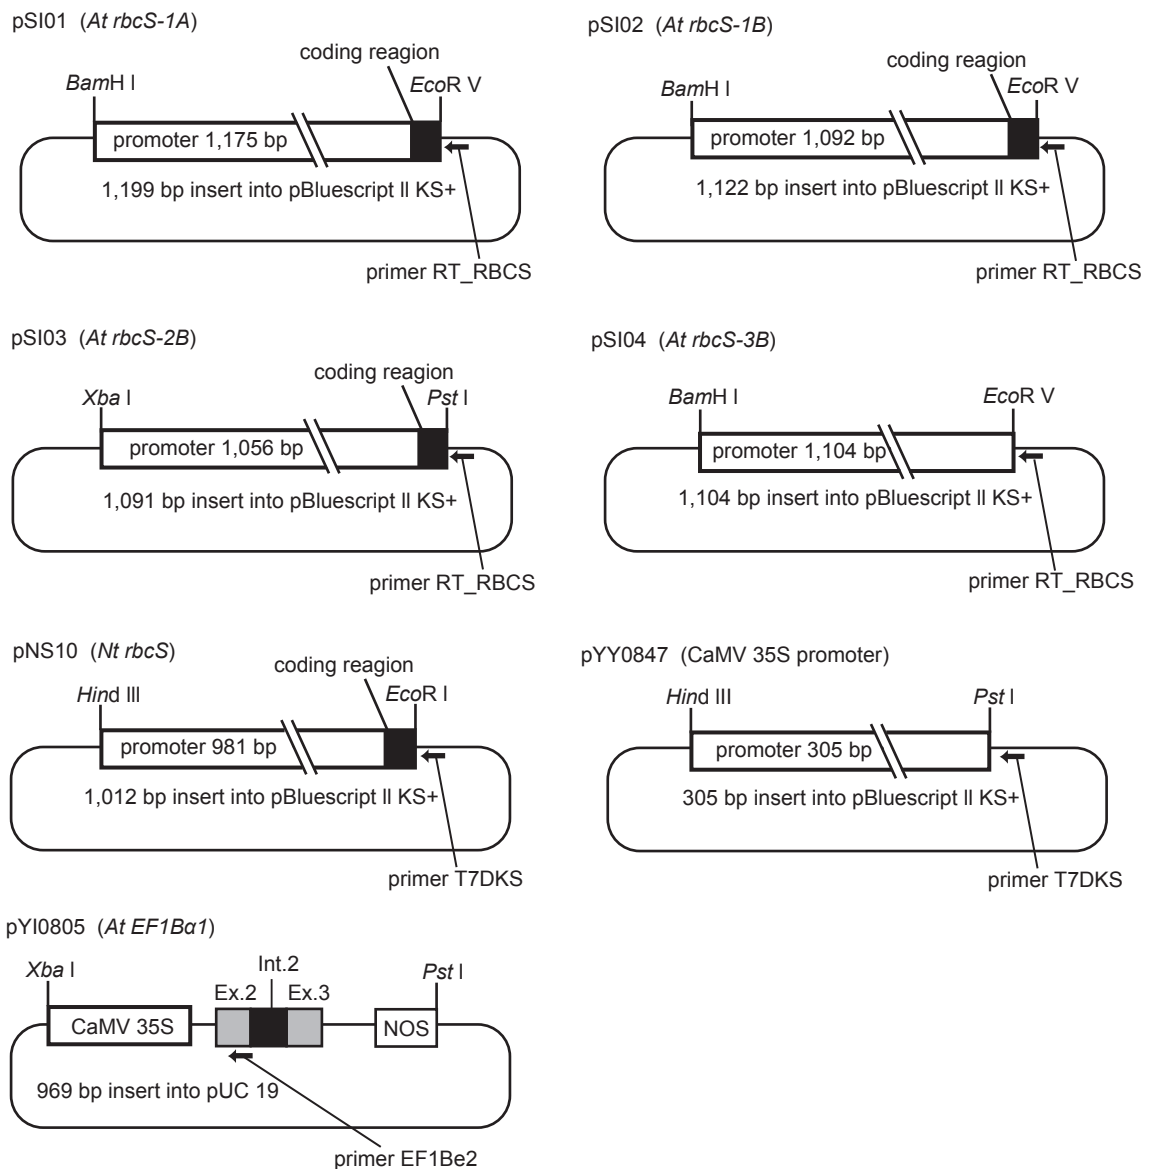 pSI01 (At rbcS-1A)
coding reagion
BamH I
EcoR V
promoter 1,175 bp
1,199 bp insert into pBluescript II KS+
primer RT_RBCS
pSI02 (At rbcS-1B)
coding reagion
BamH I
EcoR V
promoter 1,092 bp
1,122 bp insert into pBluescript II KS+
primer RT_RBCS
pSI03 (At rbcS-2B)
coding reagion
Xba I
Pst I
promoter 1,056 bp
1,091 bp insert into pBluescript II KS+
primer RT_RBCS
pSI04 (At rbcS-3B)
BamH I
EcoR V
promoter 1,104 bp
1,104 bp insert into pBluescript II KS+
primer RT_RBCS
pNS10 (Nt rbcS)
coding reagion
Hind III
EcoR I
promoter 981 bp
1,012 bp insert into pBluescript II KS+
primer T7DKS
pYY0847 (CaMV 35S promoter)
Hind III
Pst I
promoter 305 bp
305 bp insert into pBluescript II KS+
primer T7DKS
pYI0805 (At EF1Bα1)
Xba I
Int.2
Pst I
Ex.2
Ex.3
CaMV 35S
NOS
969 bp insert into pUC 19
primer EF1Be2